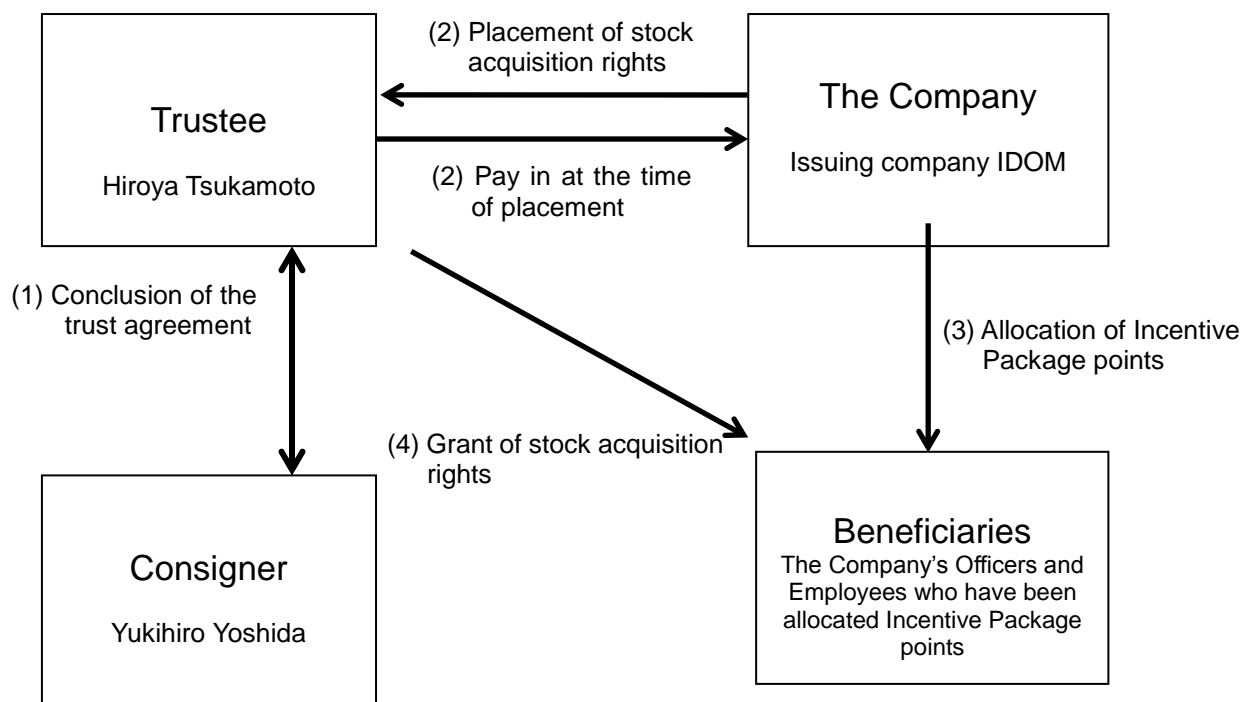 (2) Placement of stock
acquisition rights
Trustee
Hiroya Tsukamoto
The Company
Issuing company IDOM
(2) Pay in at the time
of placement
(1) Conclusion of the
trust agreement
(3) Allocation of Incentive
Package points
(4) Grant of stock acquisition
rights
Consigner
Yukihiro Yoshida
Beneficiaries
The Company’s Officers and
Employees who have been
allocated Incentive Package
points